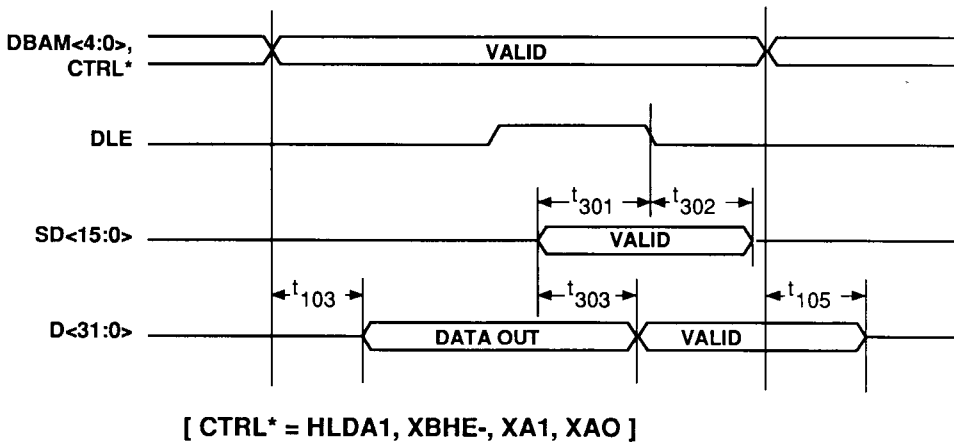 DBAM<4:0>,
CTRL*
VALID
DLE
t301
t302
SD<15:0>
VALID
t103
t303
t105
D<31:0>
DATA OUT
VALID
[ CTRL* = HLDA1, XBHE-, XA1, XAO ]